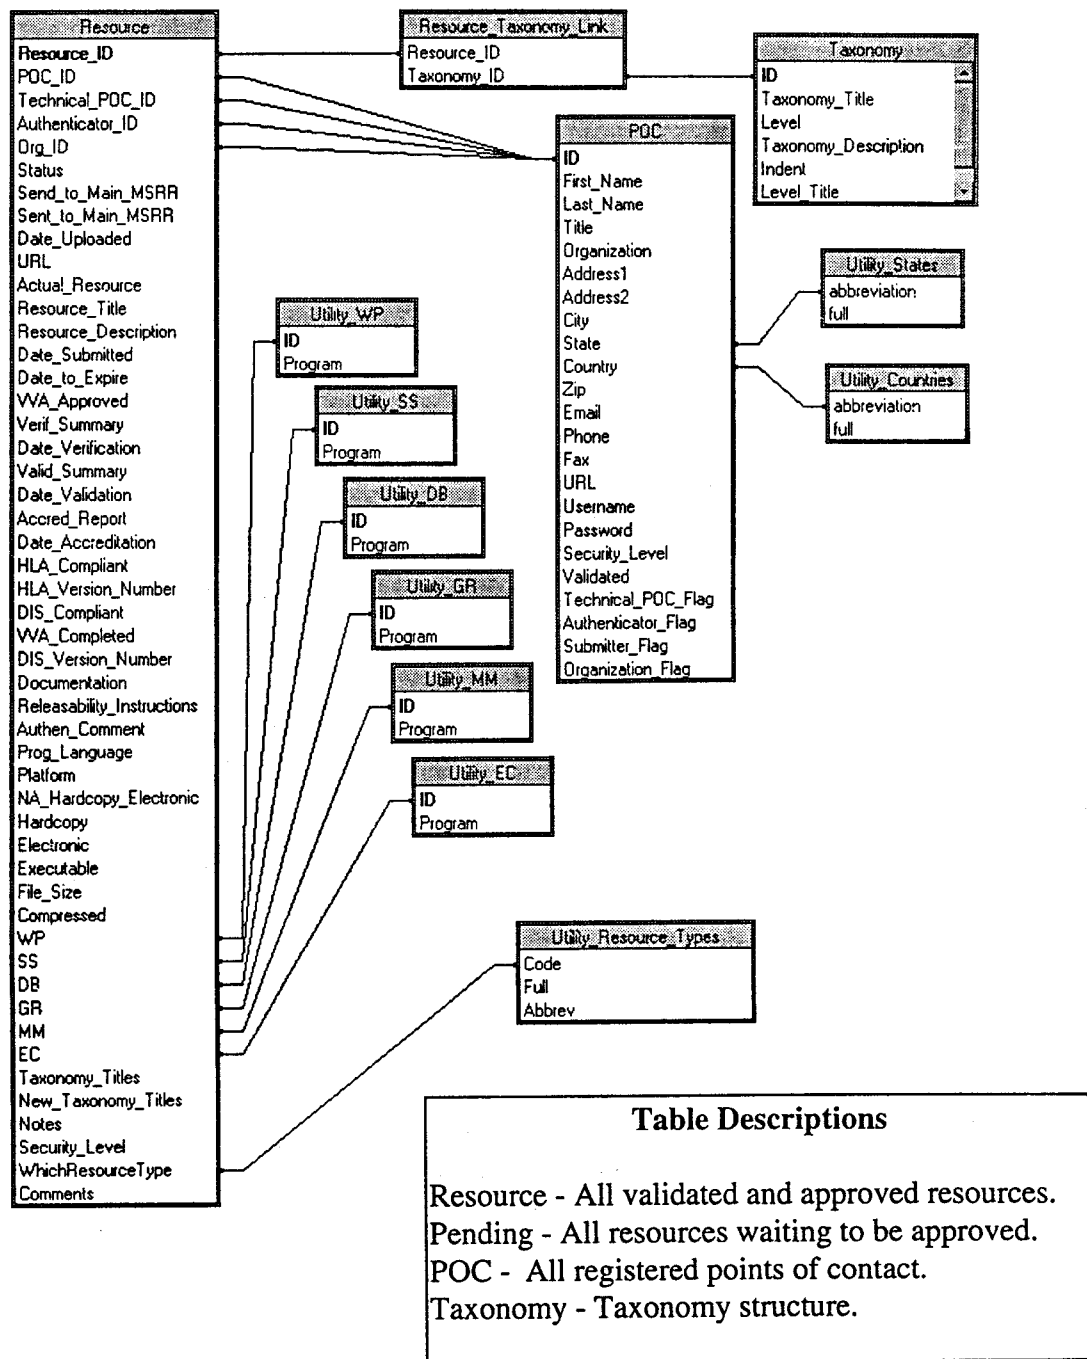 Resource
Resource_ID
POC_ID
Technical_POC_ID
Authenticator_ID
Org_ID
Status
Send_to_Main_MSRR
Sent_to_Main_MSRR
Date_Uploaded
URL
Actual_Resource
Resource_Title
Resource_Description
Date_Submitted
Date_to_Expire
VVA_Approved
Verif_Summary
Date_Verification
Valid_Summary
Date_Validation
Accred_Report
Date_Accreditation
HLA_Compliant
HLA_Version_Number
DIS_Compliant
VVA_Completed
DIS_Version_Number
Documentation
Releasability_Instructions
Authen_Comment
Prog_Language
Platform
NA_Hardcopy_Electronic
Hardcopy
Electronic
Executable
File_Size
Compressed
WP
SS
DB
GR
MM
EC
Taxonomy_Titles
New_Taxonomy_Titles
Notes
Security_Level
WhichResourceType
Comments
Resource_Taxonomy_Link
Resource_ID
Taxonomy_ID
Taxonomy
ID
Taxonomy_Title
Level
Taxonomy_Description
Indent
Level_Title
POC
ID
First_Name
Last_Name
Title
Organization
Address1
Address2
City
State
Country
Zip
Email
Phone
Fax
URL
Username
Password
Security_Level
Validated
Technical_POC_Flag
Authenticator_Flag
Submitter_Flag
Organization_Flag
Utility_States
abbreviation
full
Utility_Countries
abbreviation
full
Utility_WP
ID
Program
Utility_SS
ID
Program
Utility_DB
ID
Program
Utility_GR
ID
Program
Utility_MM
ID
Program
Utility_EC
ID
Program
Utility_Resource_Types
Code
Full
Abbrev
Table Descriptions
Resource - All validated and approved resources.
Pending - All resources waiting to be approved.
POC - All registered points of contact.
Taxonomy - Taxonomy structure.